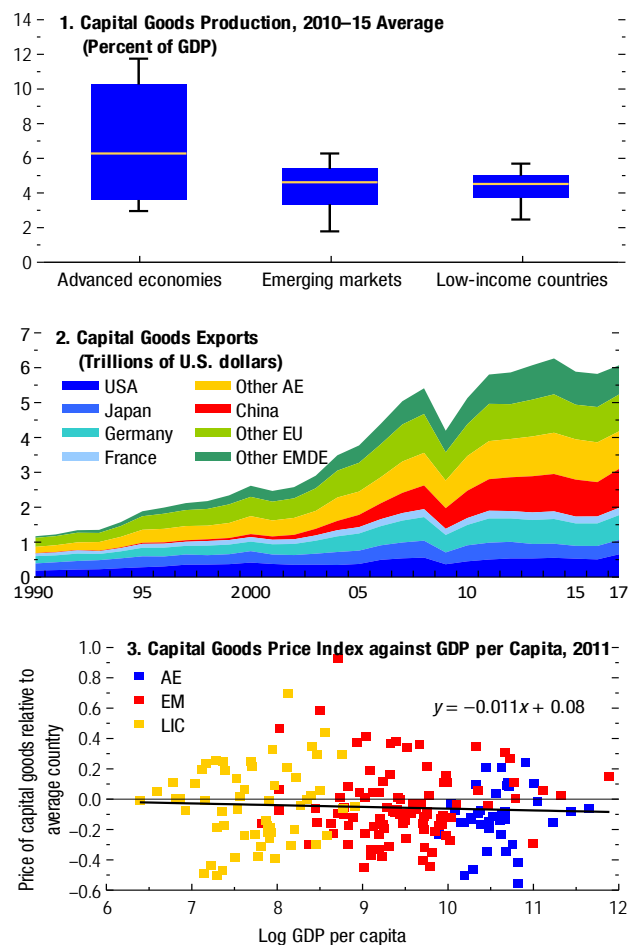 1. Capital Goods Production, 2010–15 Average
(Percent of GDP)
14
12
10
8
6
4
2
0
Advanced economies Emerging markets Low-income countries
2. Capital Goods Exports
(Trillions of U.S. dollars)
7
6
5
4
3
2
1
0
USA Other AE
Japan China
Germany Other EU
France Other EMDE
1990 95 2000 05 10 15 17
3. Capital Goods Price Index against GDP per Capita, 2011
Price of capital goods relative to
average country
1.0
0.8
0.6
0.4
0.2
0.0
–0.2
–0.4
–0.6
AE
EM
LIC
y = −0.011x + 0.08
6 7 8 9 10 11 12
Log GDP per capita